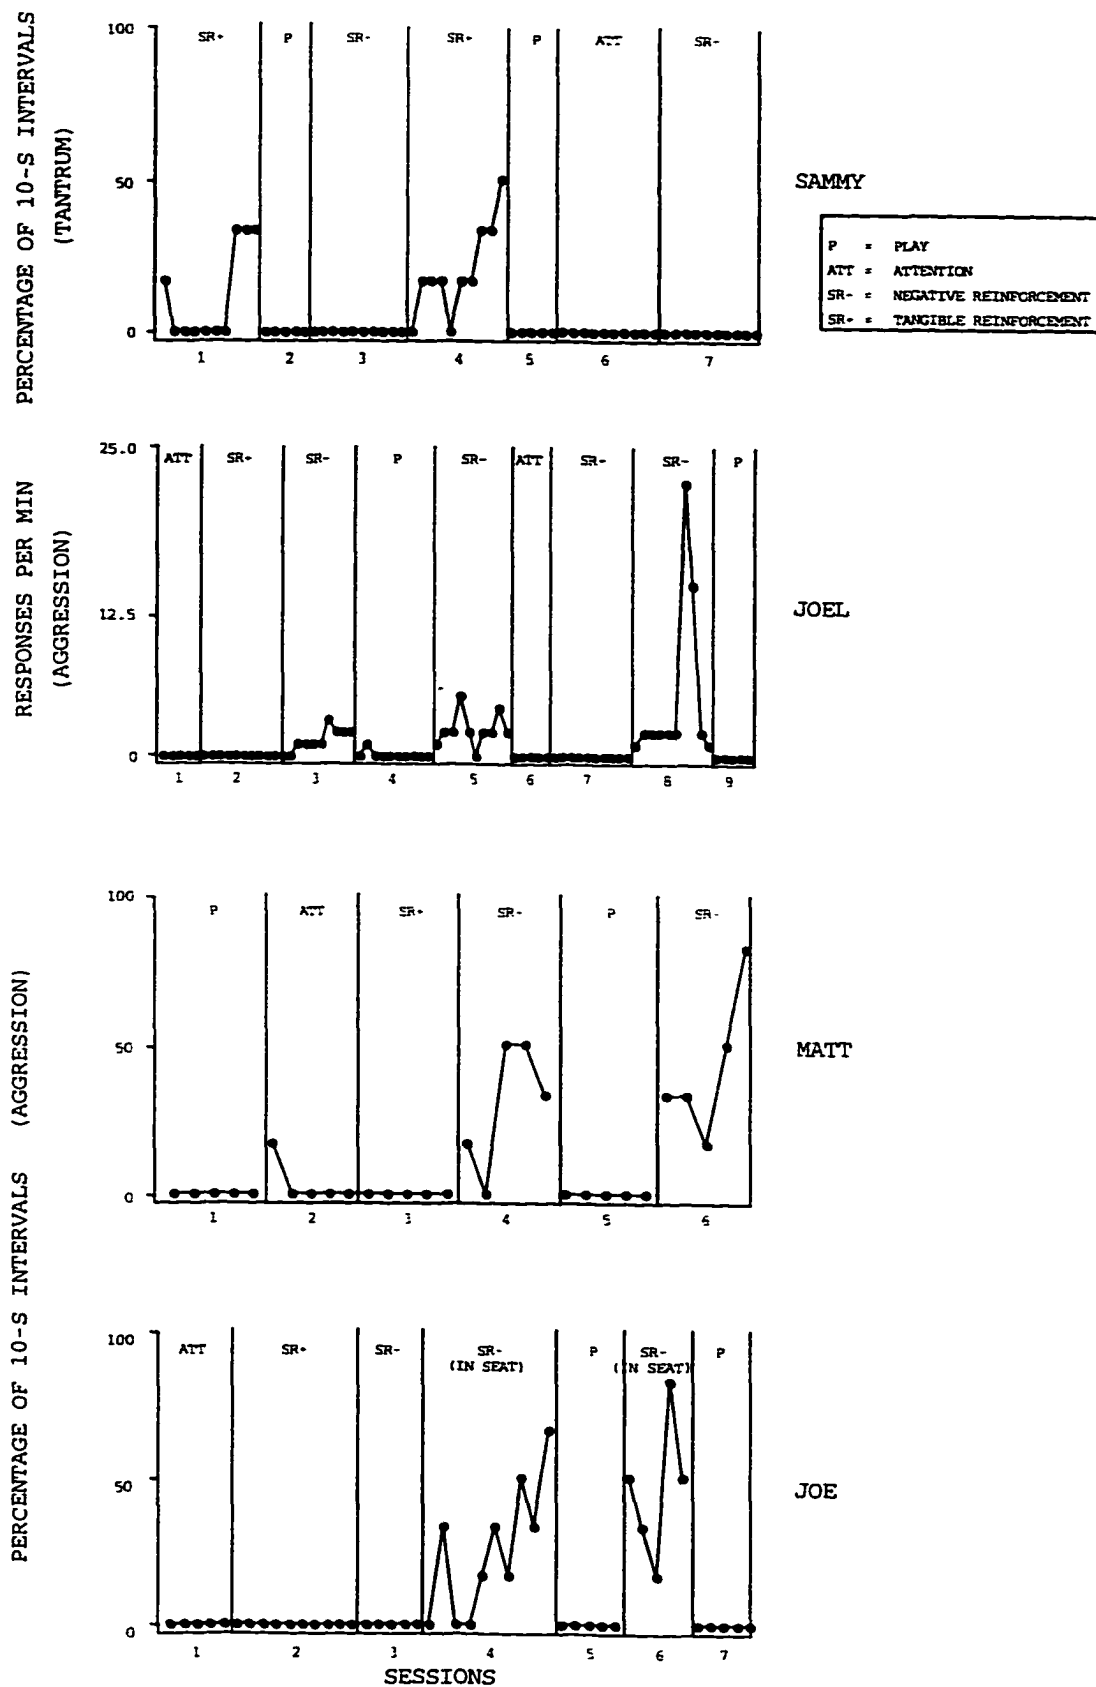 PERCENTAGE OF 10-S INTERVALS
(TANTRUM)
100
50
0
SR+ P SR- SR+ P ATT SR-
1 2 3 4 5 6 7
SAMMY
P = PLAY
ATT = ATTENTION
SR- = NEGATIVE REINFORCEMENT
SR+ = TANGIBLE REINFORCEMENT
RESPONSES PER MIN
(AGGRESSION)
25.0
12.5
0
ATT SR+ SR- P SR- ATT SR- SR- P
1 2 3 4 5 6 7 8 9
JOEL
PERCENTAGE OF 10-S INTERVALS (AGGRESSION)
100
50
0
P ATT SR+ SR- P SR-
1 2 3 4 5 6
MATT
100
50
0
ATT SR+ SR- SR- P SR- P
(IN SEAT) (IN SEAT)
1 2 3 4 5 6 7
JOE
SESSIONS